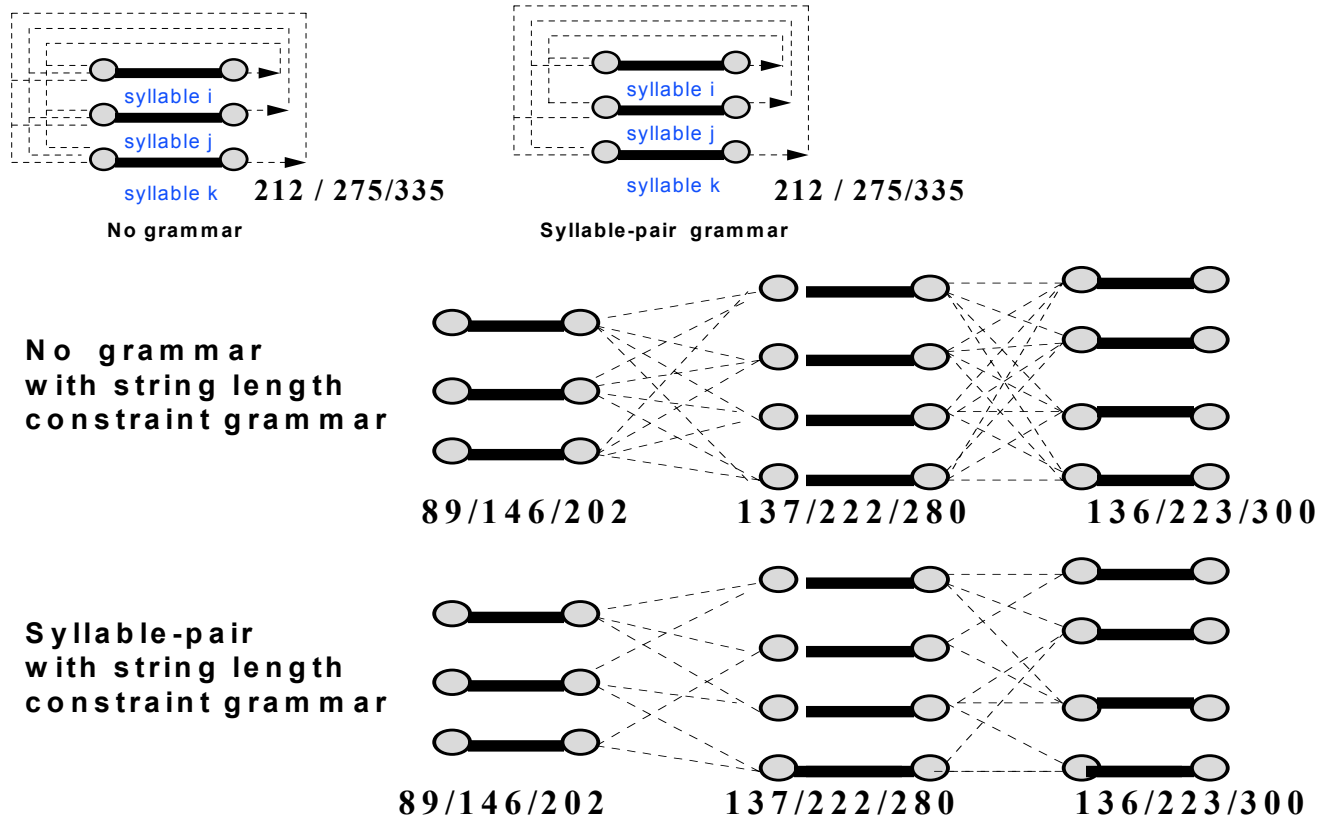 syllable i
syllable j
syllable k
212 / 275/335
No grammar
syllable i
syllable j
syllable k
212 / 275/335
Syllable-pair grammar
No grammar
with string length
constraint grammar
89/146/202
137/222/280
136/223/300
Syllable-pair
with string length
constraint grammar
89/146/202
137/222/280
136/223/300